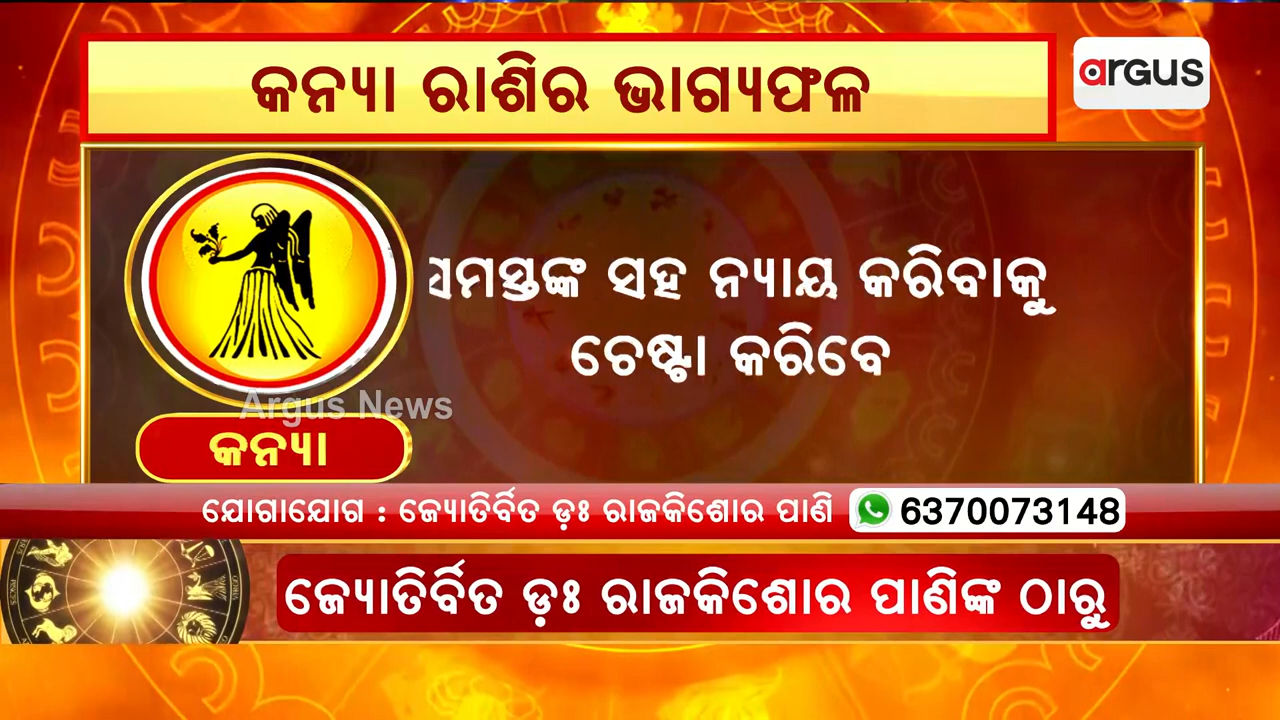 କନ୍ୟା ରାଶିର ଭାଗ୍ୟଫଳ
argus
ସମସ୍ତଙ୍କ ସହ ନ୍ୟାୟ କରିବାକୁ
ଚେଷ୍ଟା କରିବେ
Argus News
କନ୍ୟା
ଯୋଗାଯୋଗ : ଜ୍ୟୋତିର୍ବିତ ଡ଼ଃ ରାଜକିଶୋର ପାଣି 6370073148
ଜ୍ୟୋତିର୍ବିତ ଡ଼ଃ ରାଜକିଶୋର ପାଣିଙ୍କ ଠାରୁ